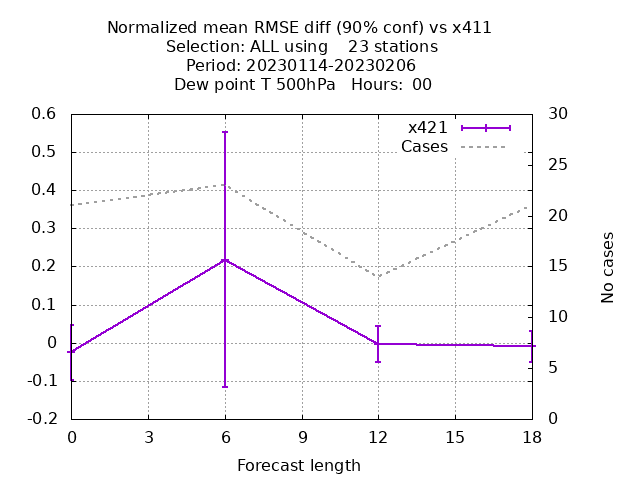 Normalized mean RMSE diff (90% conf) vs x411
Selection: ALL using    23 stations
Period: 20230114-20230206
Dew point T 500hPa   Hours:  00
0.6
0.5
0.4
0.3
0.2
0.1
0
-0.1
-0.2
x421
Cases
30
25
20
15
10
5
0
No cases
0 3 6 9 12 15 18
Forecast length